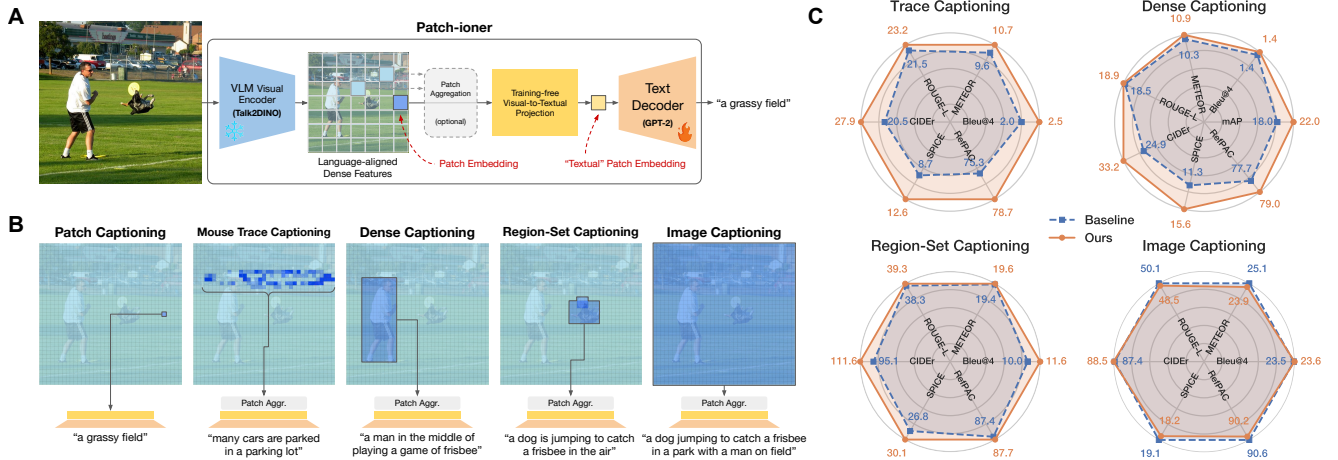 A
Patch-ioner
VLM Visual
Encoder
(Talk2DINO)
Language-aligned
Dense Features
Patch
Aggregation
(optional)
Training-free
Visual-to-Textual
Projection
Text
Decoder
(GPT-2)
"a grassy field"
Patch Embedding
"Textual" Patch Embedding
B
Patch Captioning
Mouse Trace Captioning
Dense Captioning
Region-Set Captioning
Image Captioning
Patch Aggr.
Patch Aggr.
Patch Aggr.
Patch Aggr.
"a grassy field"
"many cars are parked
in a parking lot"
"a man in the middle of
playing a game of frisbee"
"a dog is jumping to catch
a frisbee in the air"
"a dog jumping to catch a frisbee
in a park with a man on field"
C
Trace Captioning
23.2
10.7
21.5
9.6
ROUGE-L
METEOR
27.9
20.5
CIDEr
Bleu@4
2.0
2.5
SPICE
RefPAC
8.7
75.3
12.6
78.7
Dense Captioning
10.9
1.4
10.3
1.4
18.9
18.5
METEOR
Bleu@4
ROUGE-L
mAP
18.0
22.0
CIDEr
SPICE
RefPAC
24.9
33.2
11.3
77.7
15.6
79.0
Baseline
Ours
Region-Set Captioning
39.3
19.6
38.3
19.4
ROUGE-L
METEOR
111.6
95.1
CIDEr
Bleu@4
10.0
11.6
SPICE
RefPAC
26.8
87.4
30.1
87.7
Image Captioning
50.1
25.1
48.5
23.9
ROUGE-L
METEOR
88.5
87.4
CIDEr
Bleu@4
23.5
23.6
SPICE
RefPAC
18.2
90.2
19.1
90.6